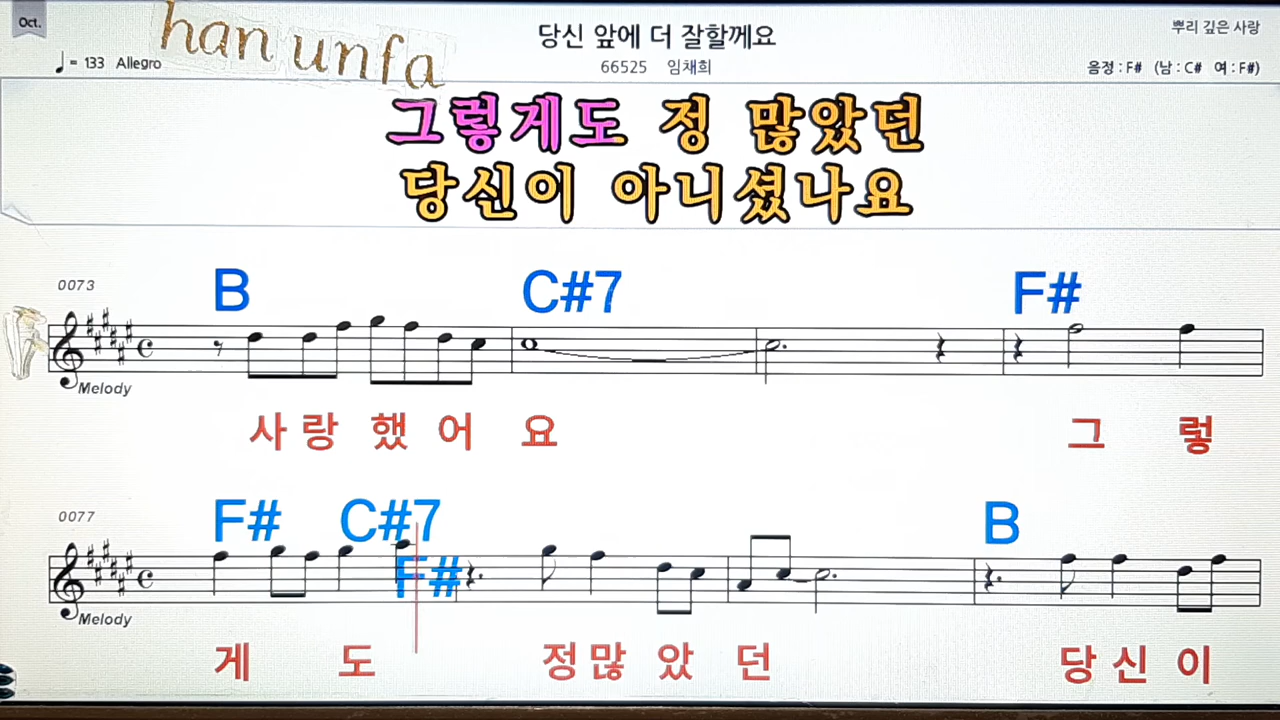 Oct.
han unfa
당신 앞에 더 잘할께요
뿌리 깊은 사랑
♩= 133 Allegro
66525 임채희
음정 : F# (남 : C# 여 : F#)
그렇게도 정 많았던
당신이 아니셨나요
0073
B C#7 F#
Melody
사 랑 했 어 요 그 렇
0077
F# C#7 F# B
Melody
게 도 정 많 았 던 당 신 이